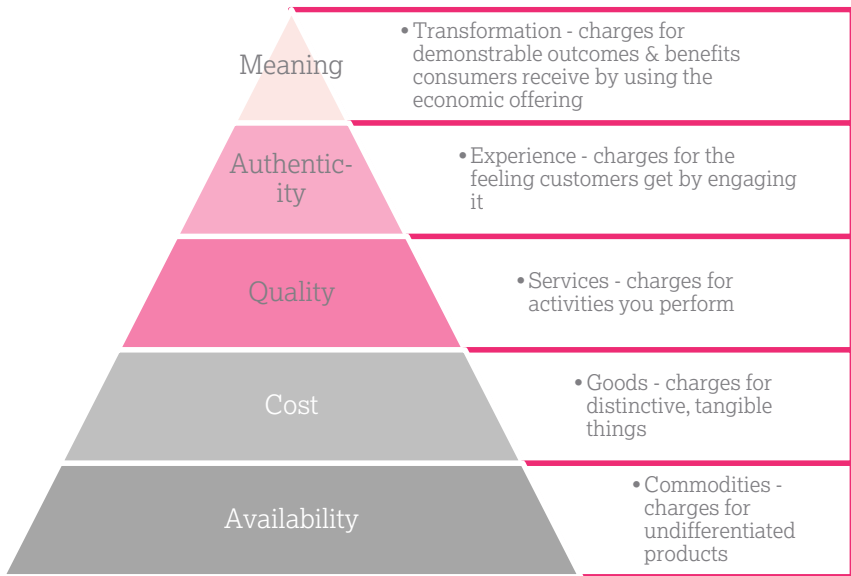 Meaning
• Transformation - charges for
demonstrable outcomes & benefits
consumers receive by using the
economic offering
Authentic-
ity
• Experience - charges for the
feeling customers get by engaging
it
Quality
• Services - charges for
activities you perform
Cost
• Goods - charges for
distinctive, tangible
things
Availability
• Commodities -
charges for
undifferentiated
products